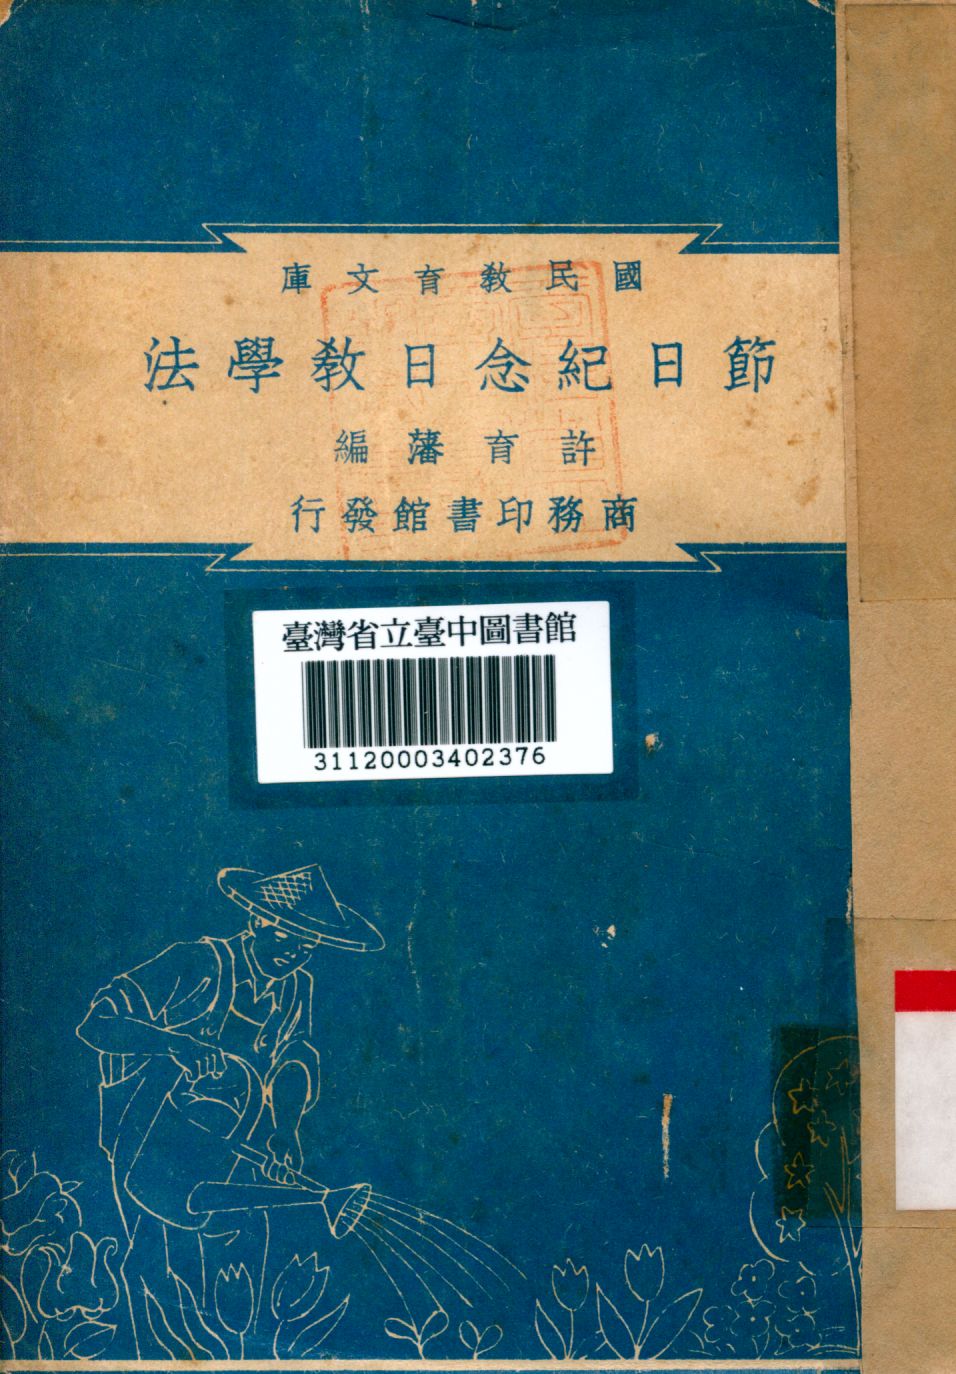 國民教育文庫
節日紀念日教學法
許育藩編
商務印書館發行
臺灣省立臺中圖書館
31120003402376